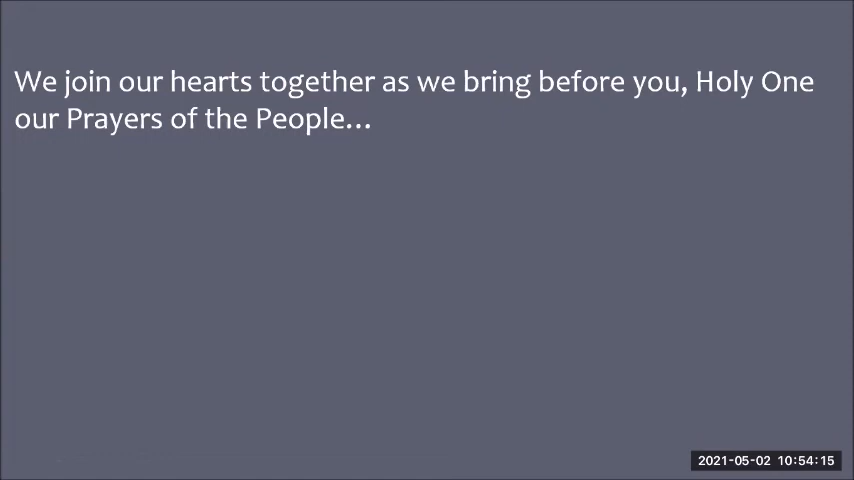 We join our hearts together as we bring before you, Holy One
our Prayers of the People...
2021-05-02 10:54:15